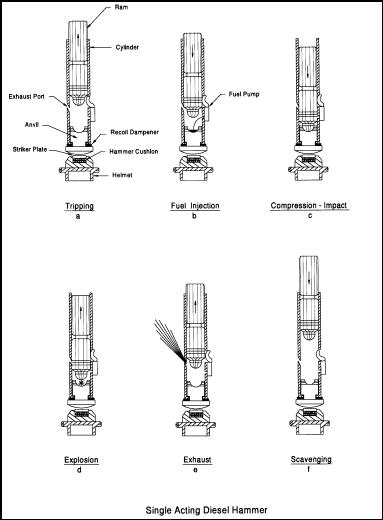 Ram
Cylinder
Exhaust Port
Fuel Pump
Anvil
Recoil Dampener
Striker Plate
Hammer Cushion
Helmet
Tripping
a
Fuel Injection
b
Compression - Impact
c
Explosion
d
Exhaust
e
Scavenging
f
Single Acting Diesel Hammer